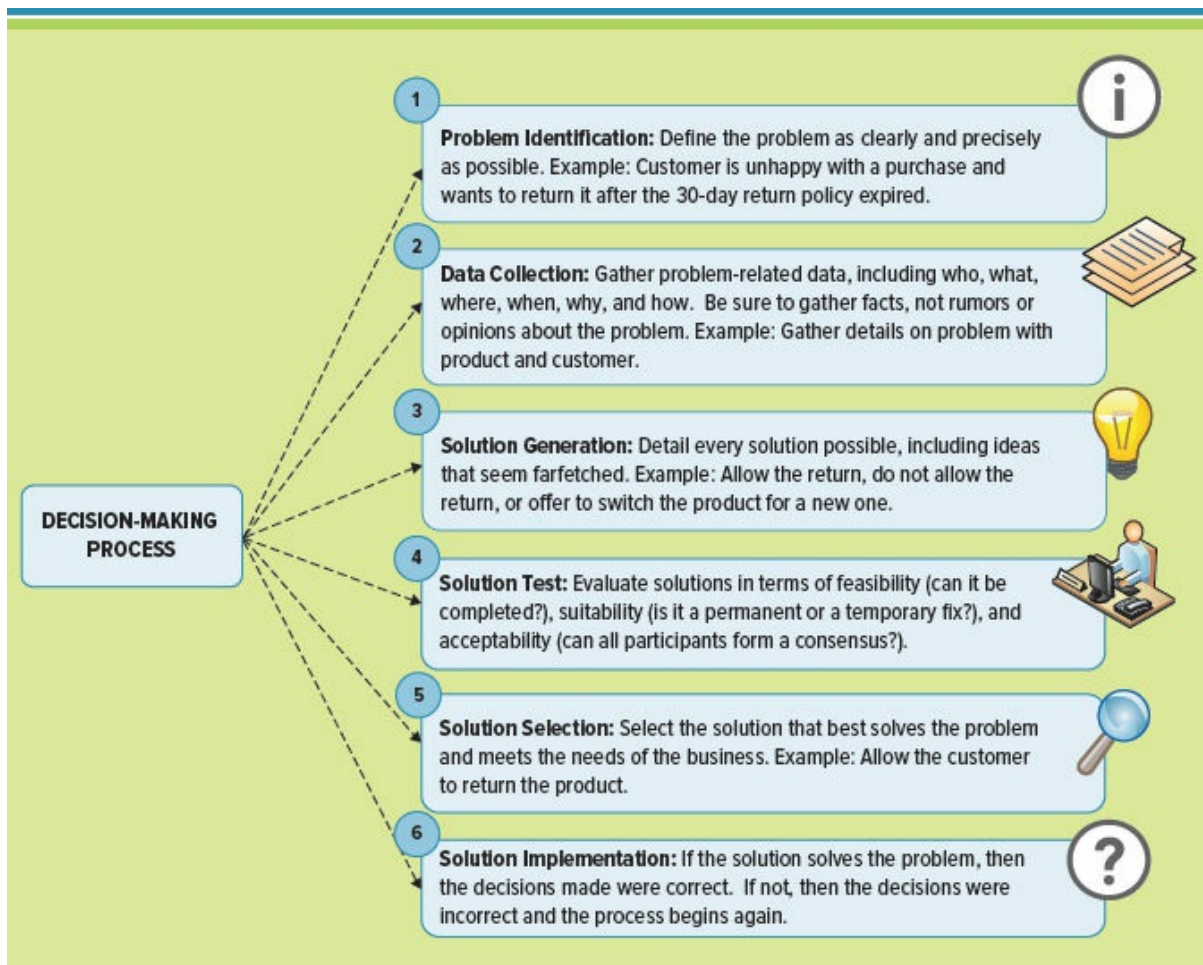 1
Problem Identification: Define the problem as clearly and precisely
as possible. Example: Customer is unhappy with a purchase and
wants to return it after the 30-day return policy expired.
2
Data Collection: Gather problem-related data, including who, what,
where, when, why, and how. Be sure to gather facts, not rumors or
opinions about the problem. Example: Gather details on problem with
product and customer.
3
Solution Generation: Detail every solution possible, including ideas
that seem farfetched. Example: Allow the return, do not allow the
return, or offer to switch the product for a new one.
DECISION-MAKING
PROCESS
4
Solution Test: Evaluate solutions in terms of feasibility (can it be
completed?), suitability (is it a permanent or a temporary fix?), and
acceptability (can all participants form a consensus?).
5
Solution Selection: Select the solution that best solves the problem
and meets the needs of the business. Example: Allow the customer
to return the product.
6
Solution Implementation: If the solution solves the problem, then
the decisions made were correct. If not, then the decisions were
incorrect and the process begins again.
i
?